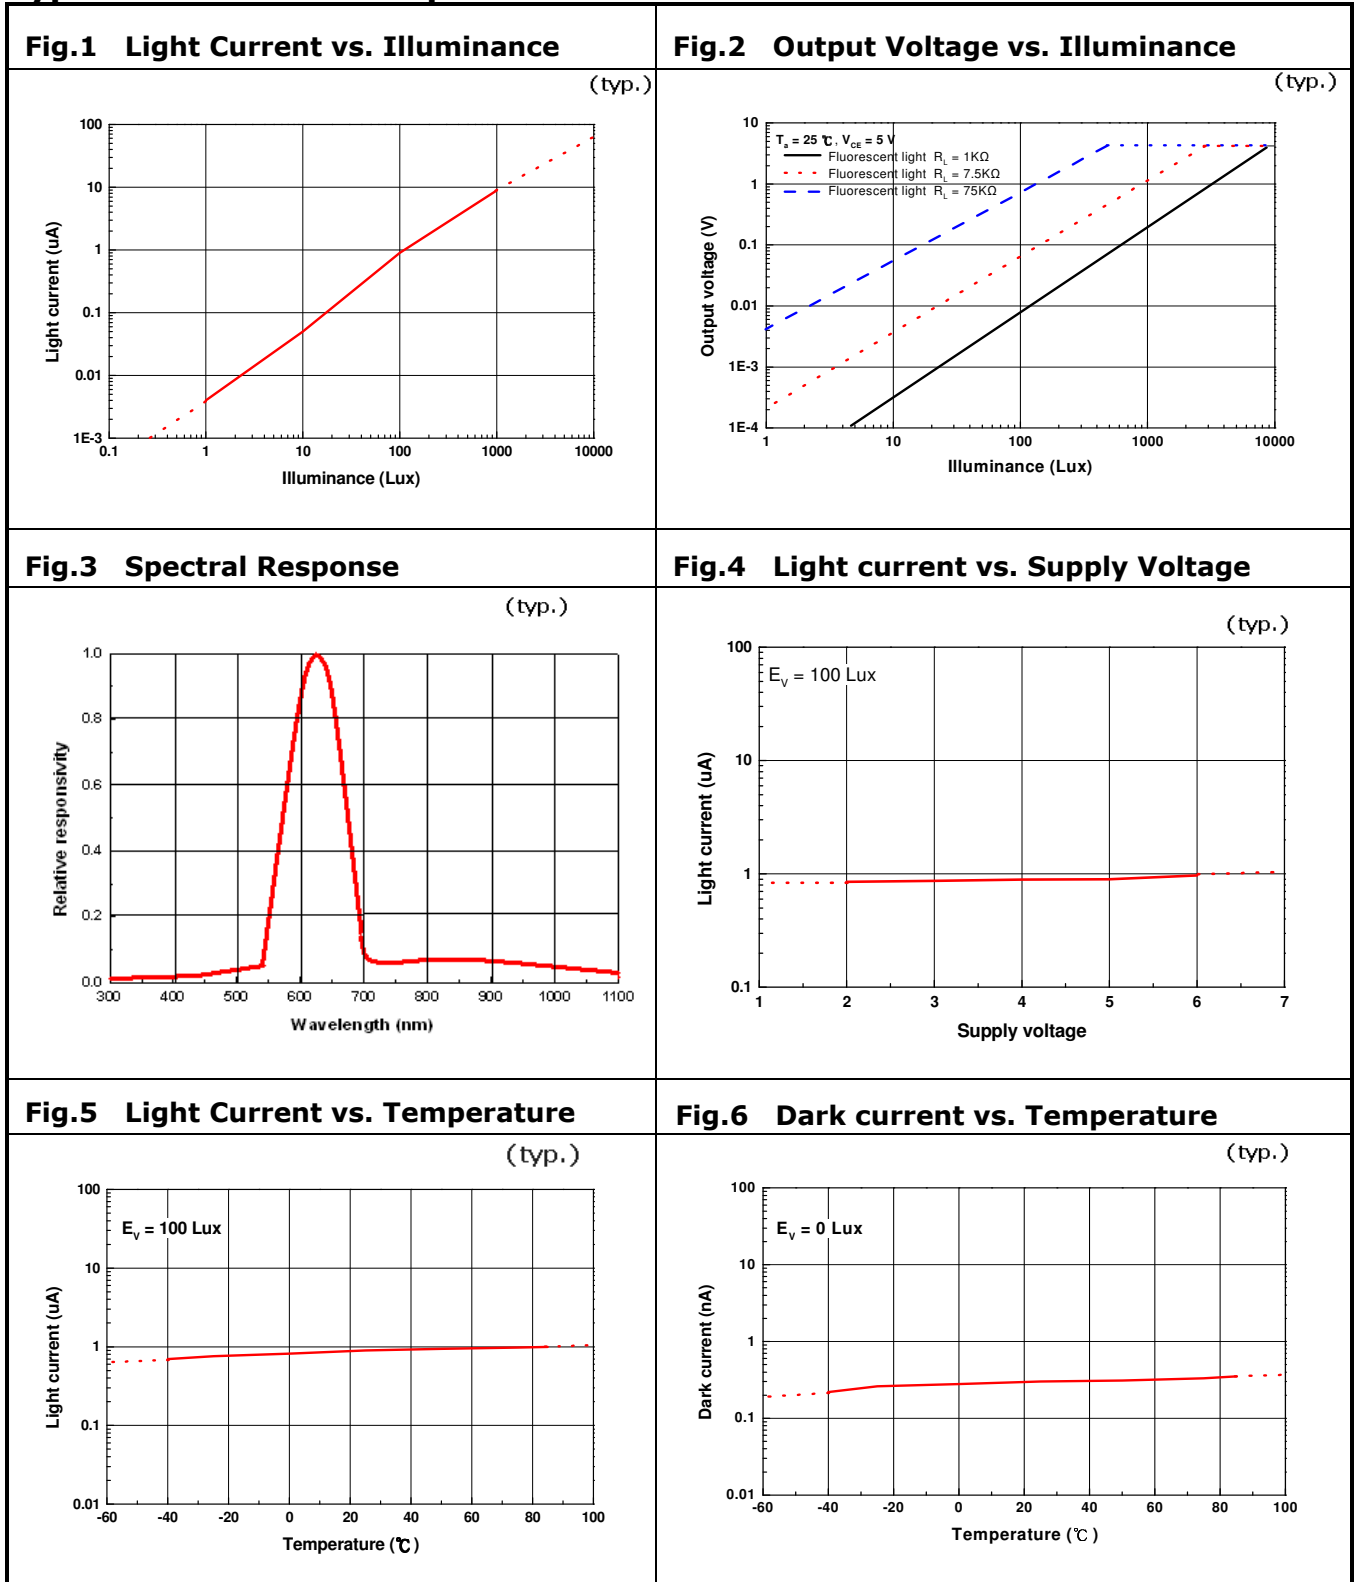 Fig.1 Light Current vs. Illuminance
(typ.)
100
10
1
0.1
0.01
1E-3
0.1 1 10 100 1000 10000
Light current (uA)
Illuminance (Lux)
Fig.2 Output Voltage vs. Illuminance
(typ.)
Ta = 25 ℃, VCE = 5 V
Fluorescent light RL = 1KΩ
Fluorescent light RL = 7.5KΩ
Fluorescent light RL = 75KΩ
10
1
0.1
0.01
1E-3
1E-4
1 10 100 1000 10000
Output voltage (V)
Illuminance (Lux)
Fig.3 Spectral Response
(typ.)
1.0
0.8
0.6
0.4
0.2
0.0
300 400 500 600 700 800 900 1000 1100
Relative responsivity
Wavelength (nm)
Fig.4 Light current vs. Supply Voltage
(typ.)
EV = 100 Lux
100
10
1
0.1
1 2 3 4 5 6 7
Light current (uA)
Supply voltage
Fig.5 Light Current vs. Temperature
(typ.)
EV = 100 Lux
100
10
1
0.1
0.01
-60 -40 -20 0 20 40 60 80 100
Light current (uA)
Temperature (℃)
Fig.6 Dark current vs. Temperature
(typ.)
EV = 0 Lux
100
10
1
0.1
0.01
-60 -40 -20 0 20 40 60 80 100
Dark current (nA)
Temperature (℃)